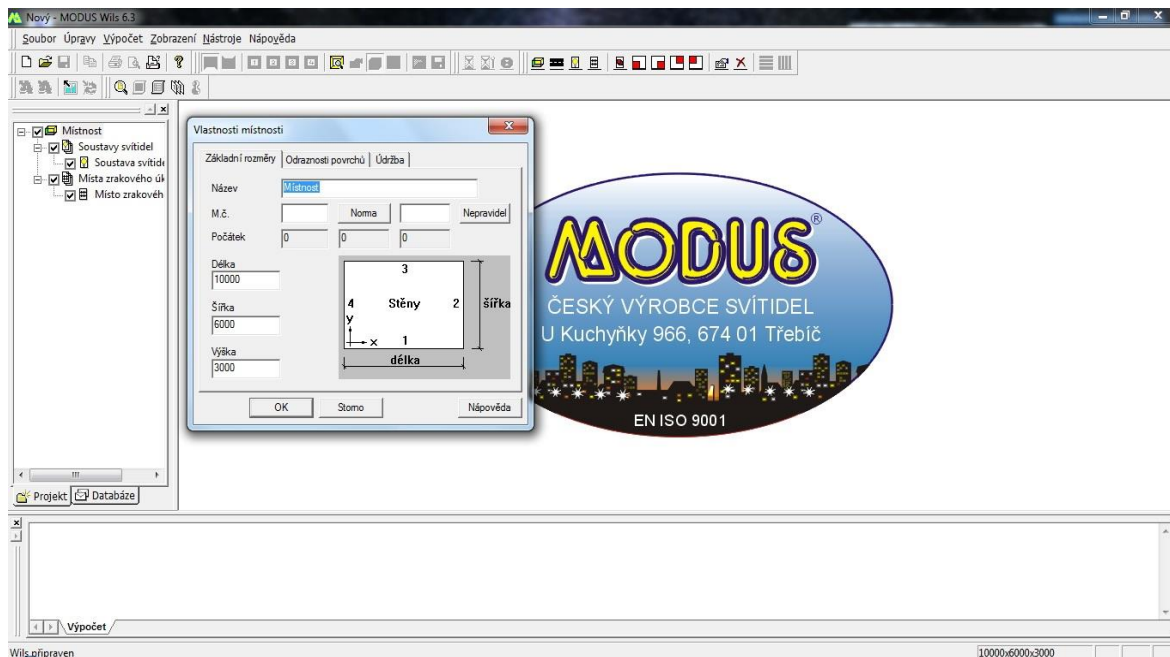 Nový - MODUS Wils 6.3
Soubor Úpravy Výpočet Zobrazení Nástroje Nápověda
Místnost
Soustavy svítidel
Soustava svítide
Místa zrakového úk
Místo zrakovéh
Projekt Databáze
Vlastnosti místnosti
Základní rozměry Odraznosti povrchů Údržba
Název Místnost
M.č. Norma Nepravidel
Počátek 0 0 0
Délka
10000
Šířka
6000
Výška
3000
3
4 Stěny 2 šířka
y
x 1
délka
OK Storno Nápověda
MODUS®
ČESKÝ VÝROBCE SVÍTIDEL
U Kuchyňky 966, 674 01 Třebíč
EN ISO 9001
Výpočet
Wils.připraven 10000x6000x3000